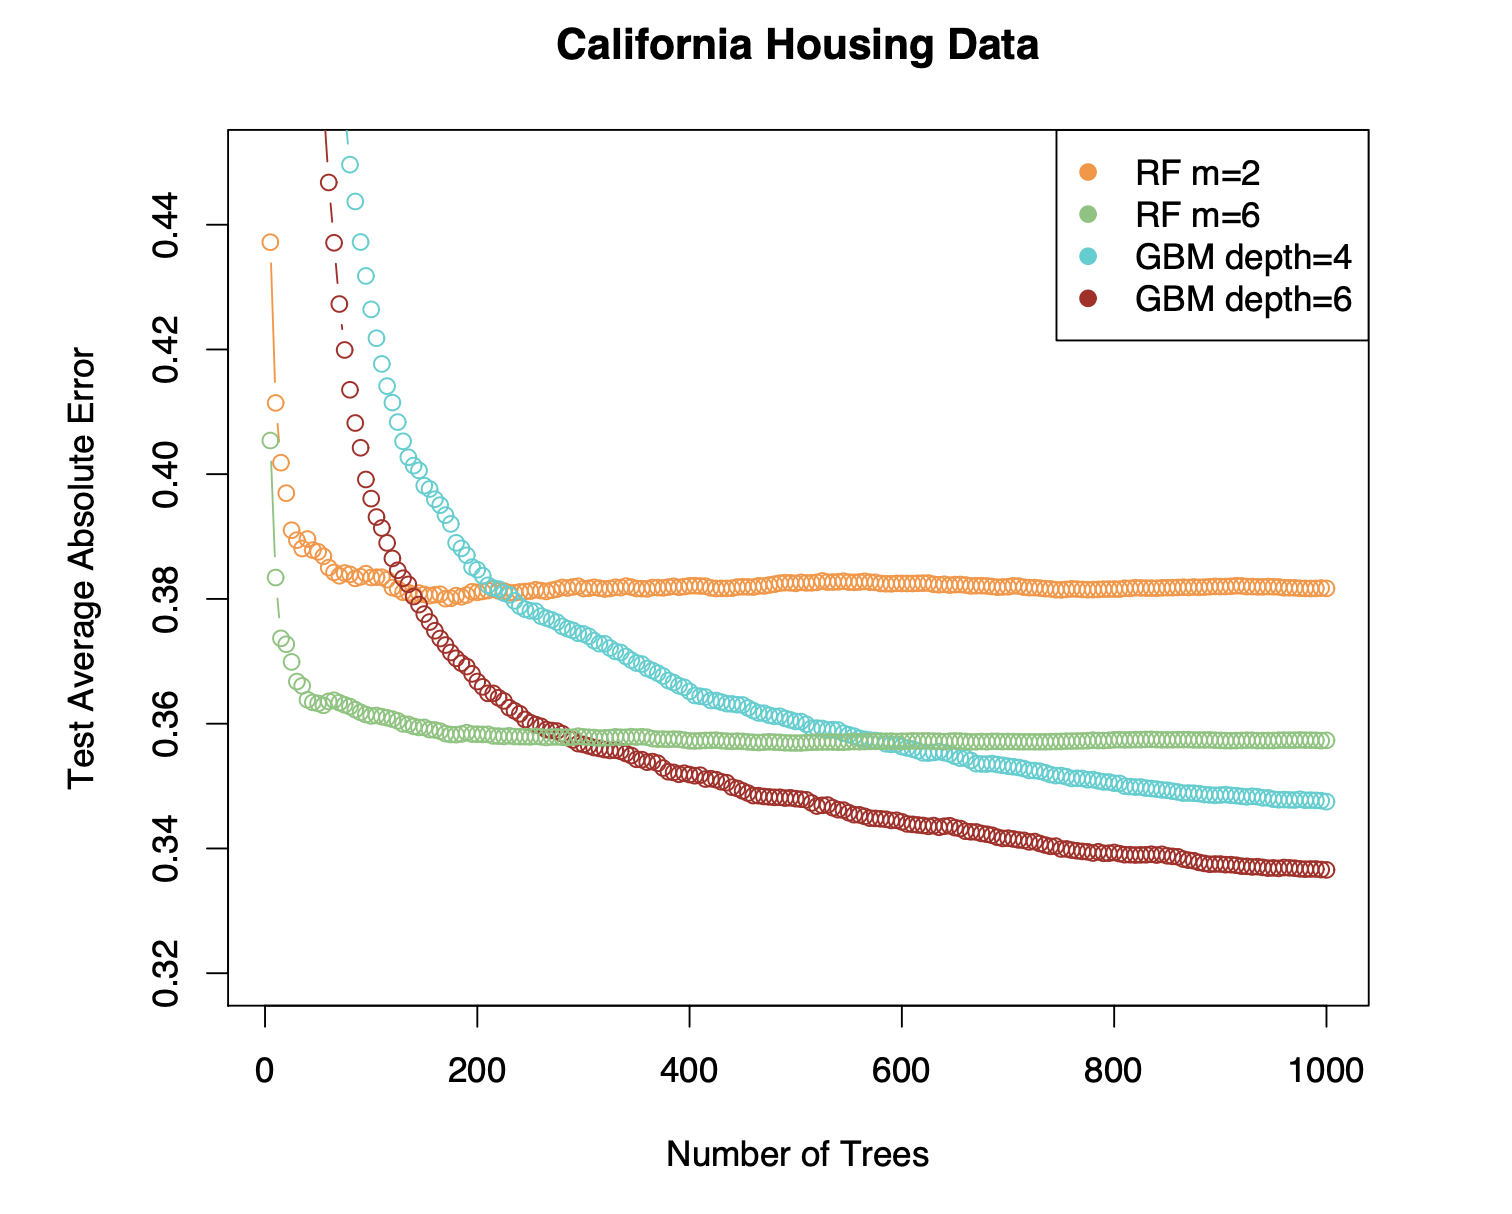 California Housing Data
RF m=2
RF m=6
GBM depth=4
GBM depth=6
Test Average Absolute Error
0.44
0.42
0.40
0.38
0.36
0.34
0.32
0 200 400 600 800 1000
Number of Trees